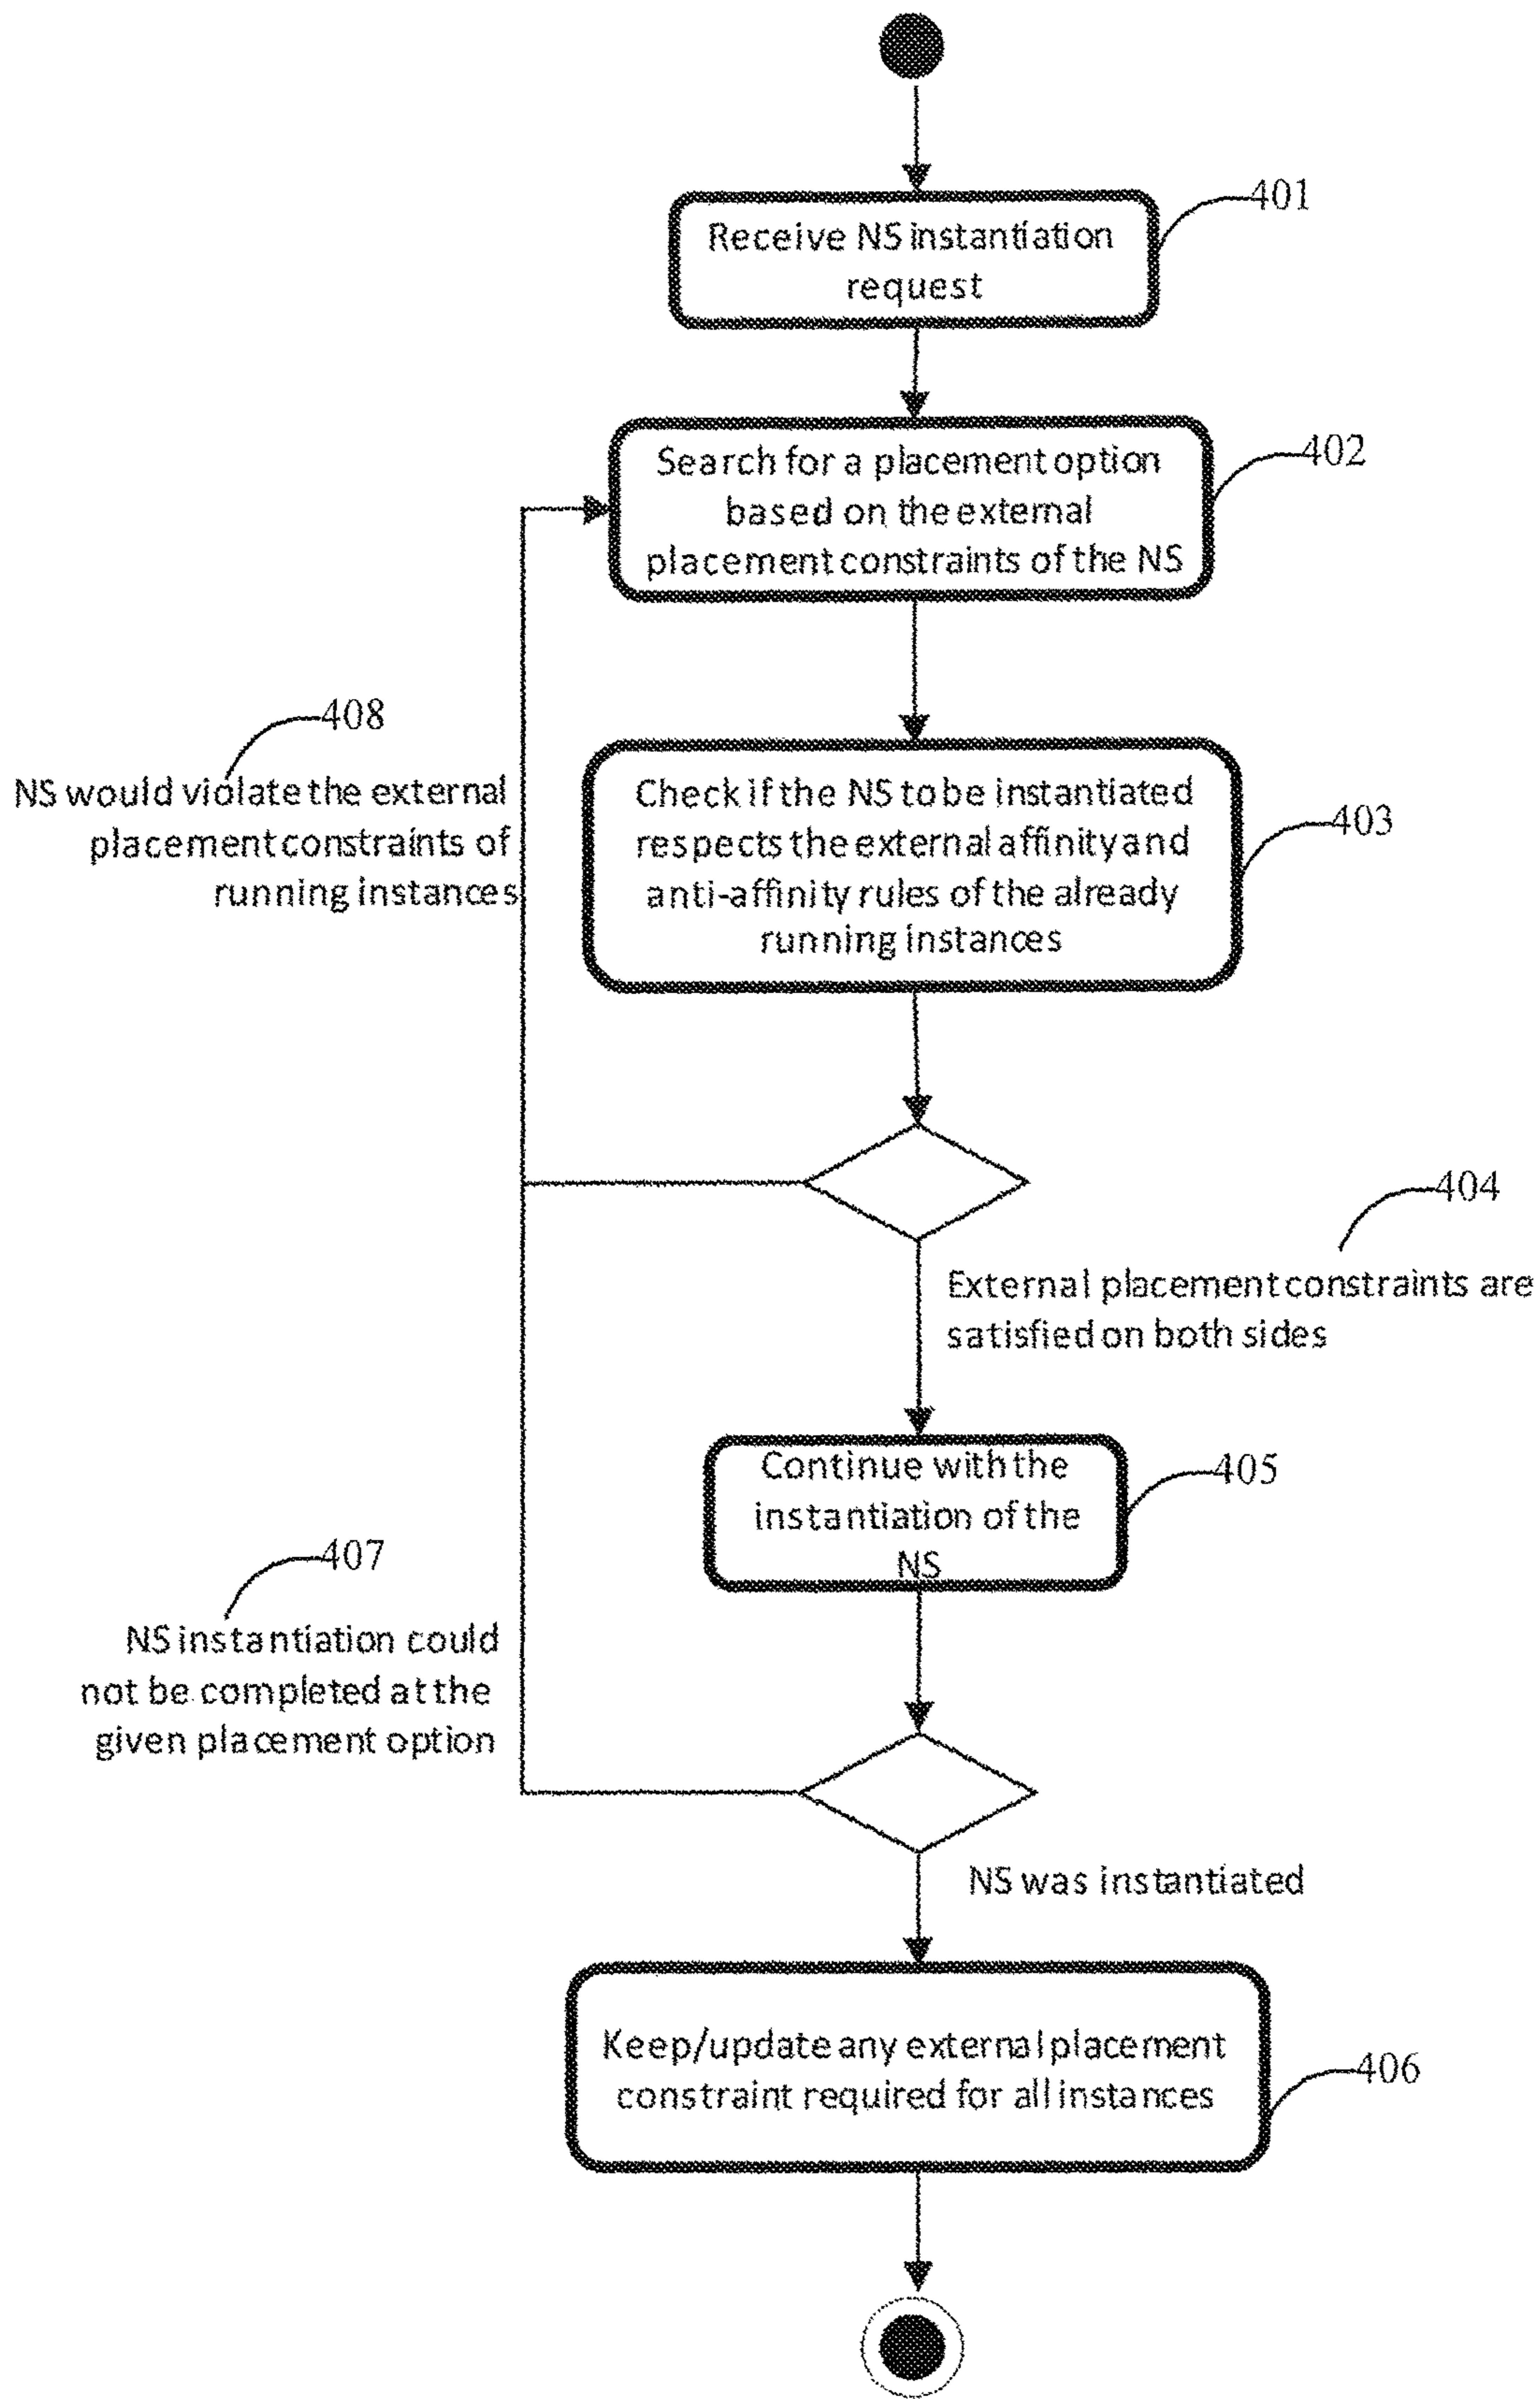 401
Receive NS instantiation
request
402
Search for a placement option
based on the external
placement constraints of the NS
408
NS would violate the external
placement constraints of
running instances
403
Check if the NS to be instantiated
respects the external affinity and
anti-affinity rules of the already
running instances
404
External placement constraints are
satisfied on both sides
405
Continue with the
instantiation of the
NS
407
NS instantiation could
not be completed at the
given placement option
NS was instantiated
406
Keep/update any external placement
constraint required for all instances